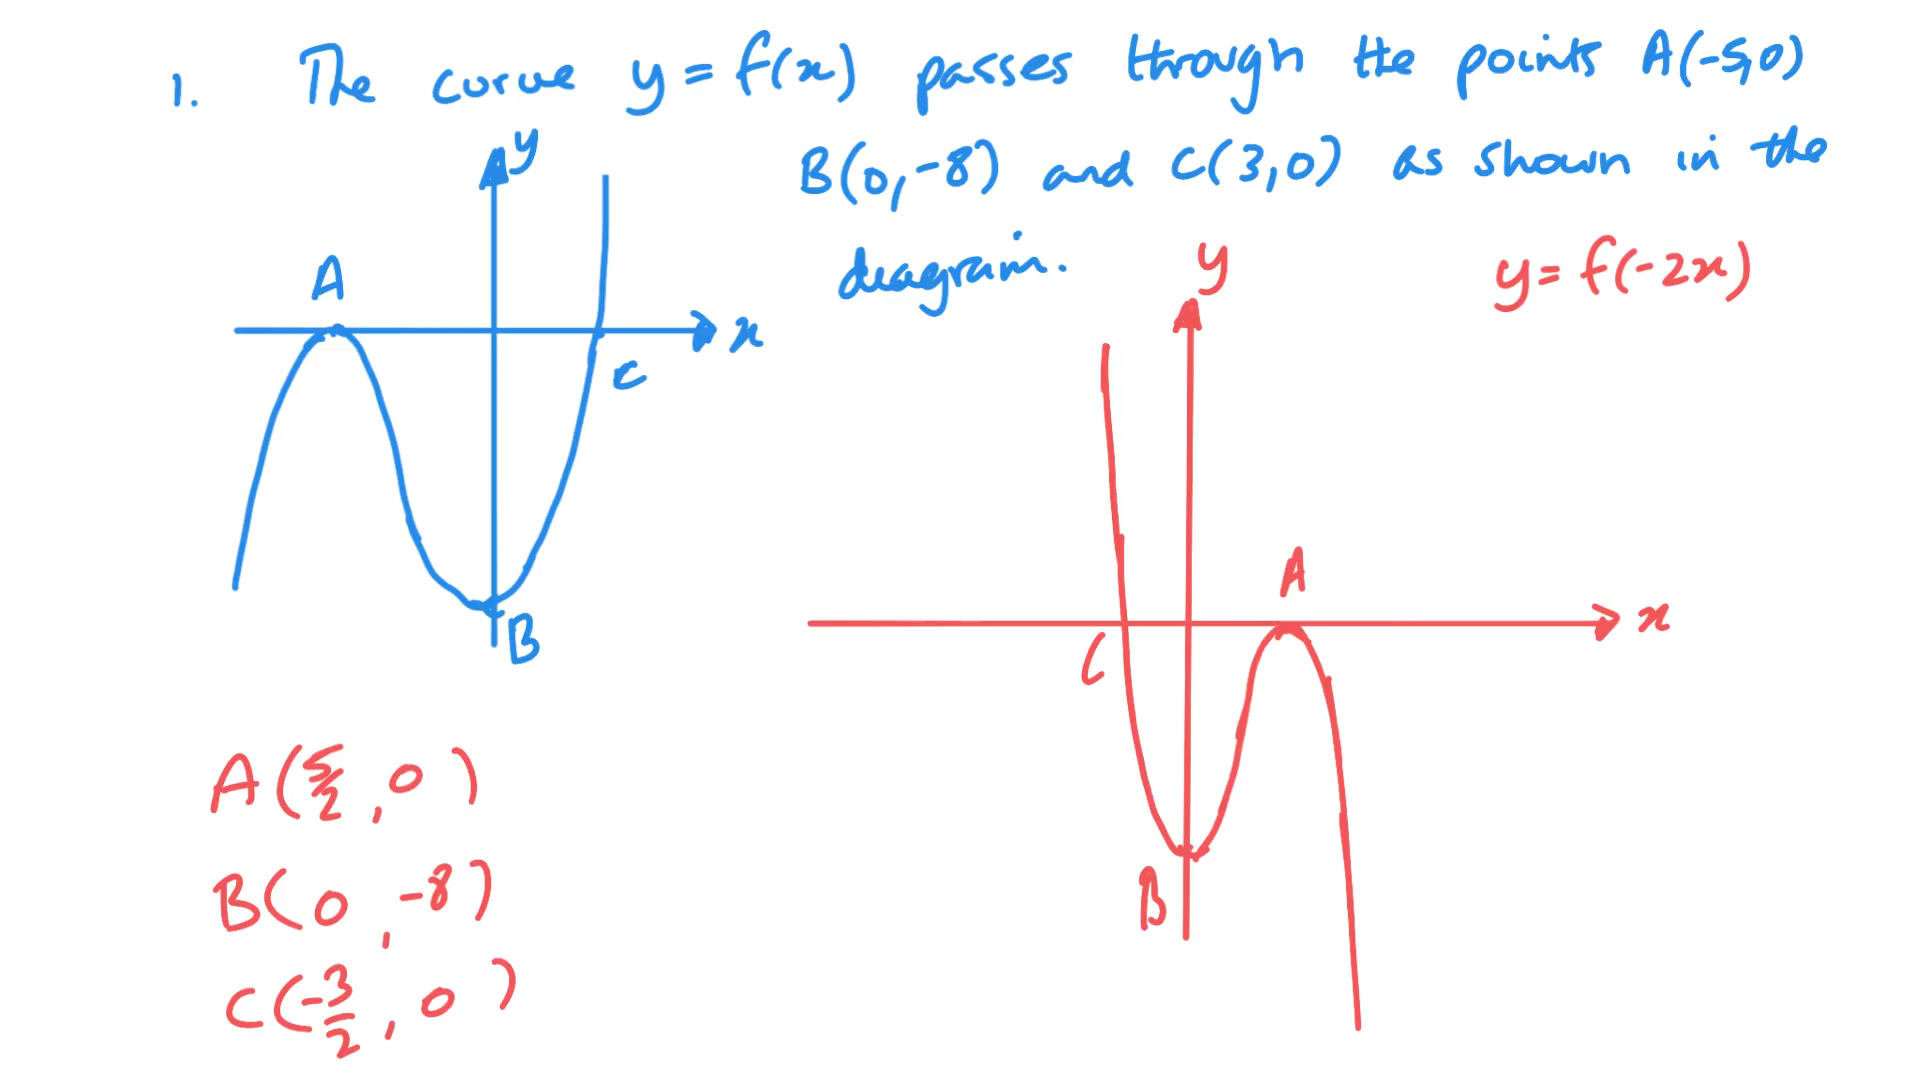 1. The curve y = f(x) passes through the points A(-5,0)
B(0,-8) and C(3,0) as shown in the
diagram.
y = f(-2x)
y
A
x
C
B
y
A
x
C
B
A(5/2, 0)
B(0, -8)
C(-3/2, 0)